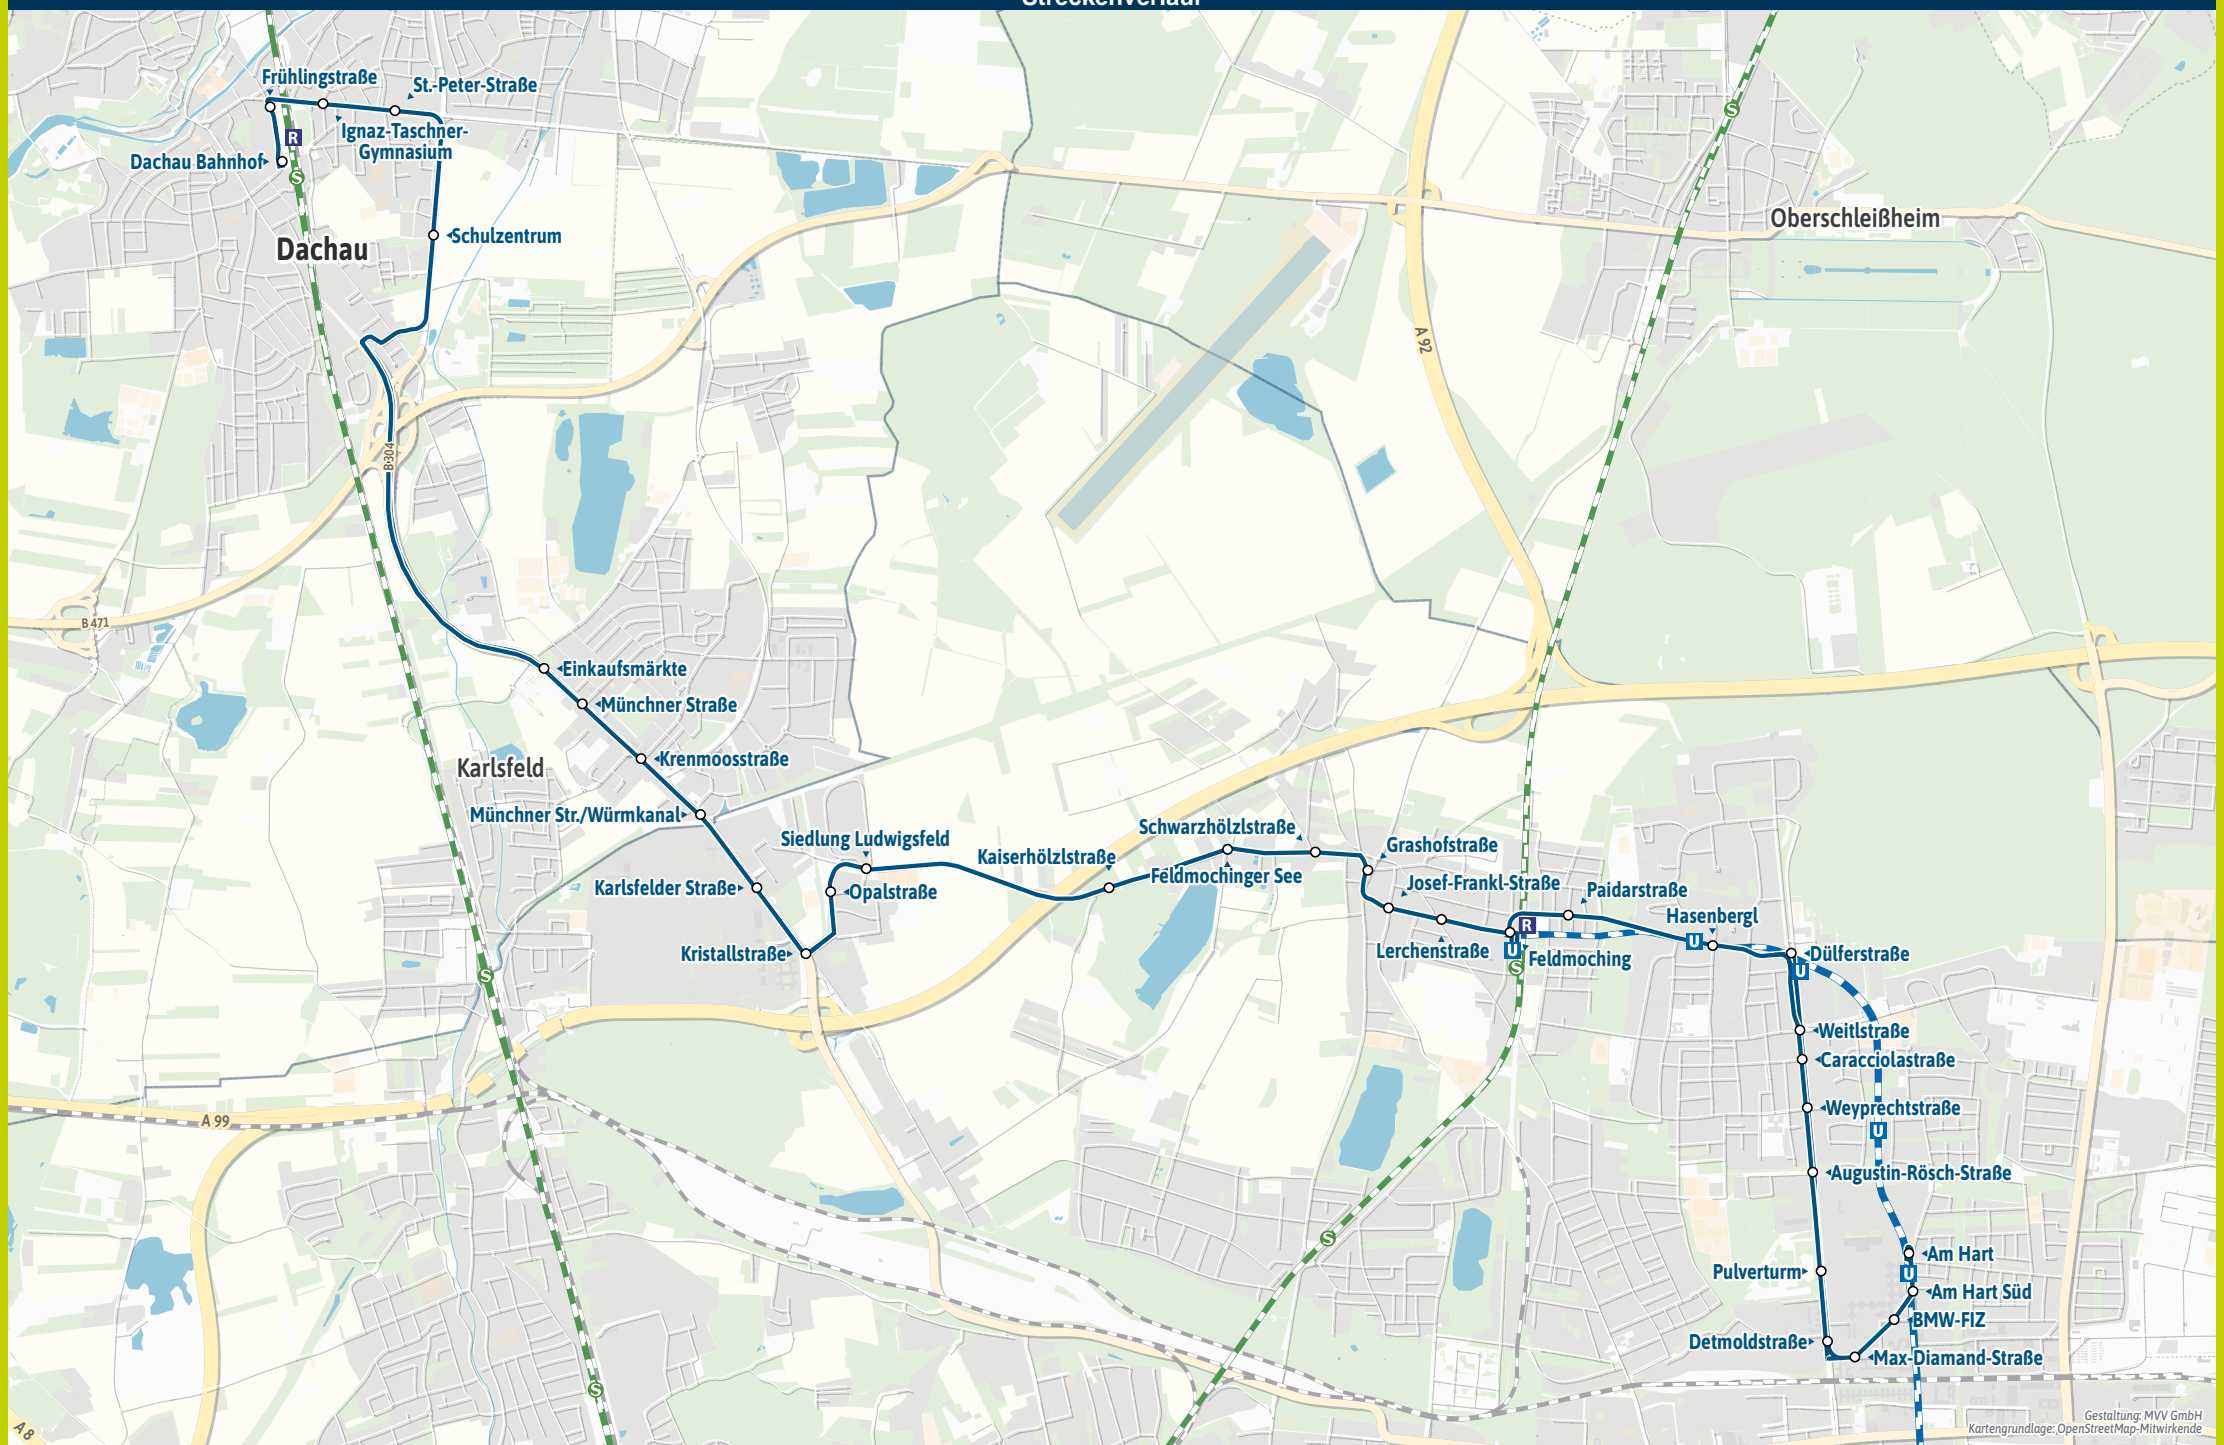 Streckenverlauf
Frühlingstraße
St.-Peter-Straße
R
Ignaz-Taschner-
Gymnasium
Dachau Bahnhof
S
S
Schulzentrum
Dachau
Oberschleißheim
A 92
B 304
B 471
Einkaufsmärkte
Münchner Straße
Krenmoosstraße
Karlsfeld
Münchner Str./Würmkanal
Siedlung Ludwigsfeld
Schwarzhölzlstraße
Grashofstraße
Kaiserhölzlstraße
Feldmochinger See
Josef-Frankl-Straße
Paidarstraße
Karlsfelder Straße
Opalstraße
Hasenbergl
R
U
Kristallstraße
Lerchenstraße
U
Feldmoching
S
Dülferstraße
U
S
Weitlstraße
Caracciolastraße
Weyprechtstraße
A 99
U
Augustin-Rösch-Straße
S
Am Hart
Pulverturm
U
Am Hart Süd
BMW-FIZ
Detmoldstraße
Max-Diamand-Straße
S
A 8
Gestaltung: MVV GmbH
Kartengrundlage: OpenStreetMap-Mitwirkende